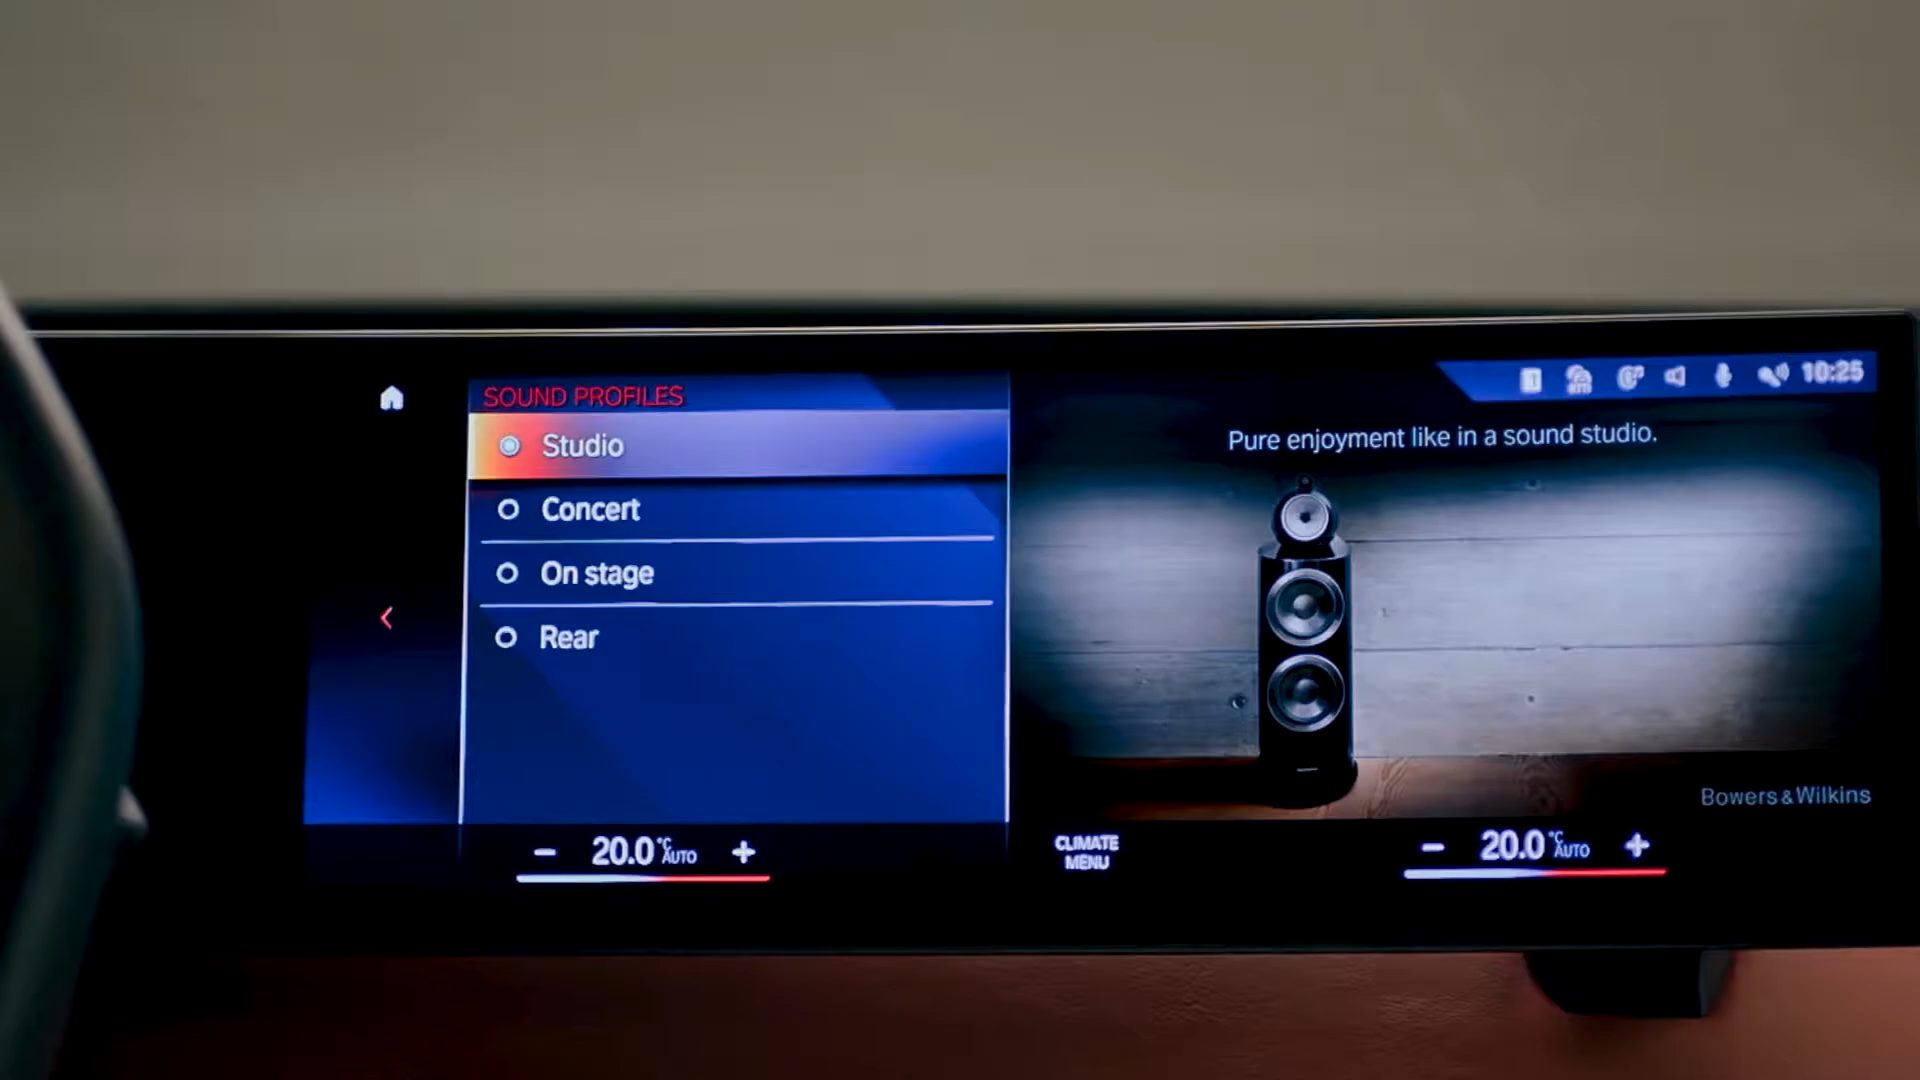 SOUND PROFILES
Studio
Concert
On stage
Rear
10:25
Pure enjoyment like in a sound studio.
Bowers & Wilkins
- 20.0 °C AUTO +
CLIMATE
MENU
- 20.0 °C AUTO +